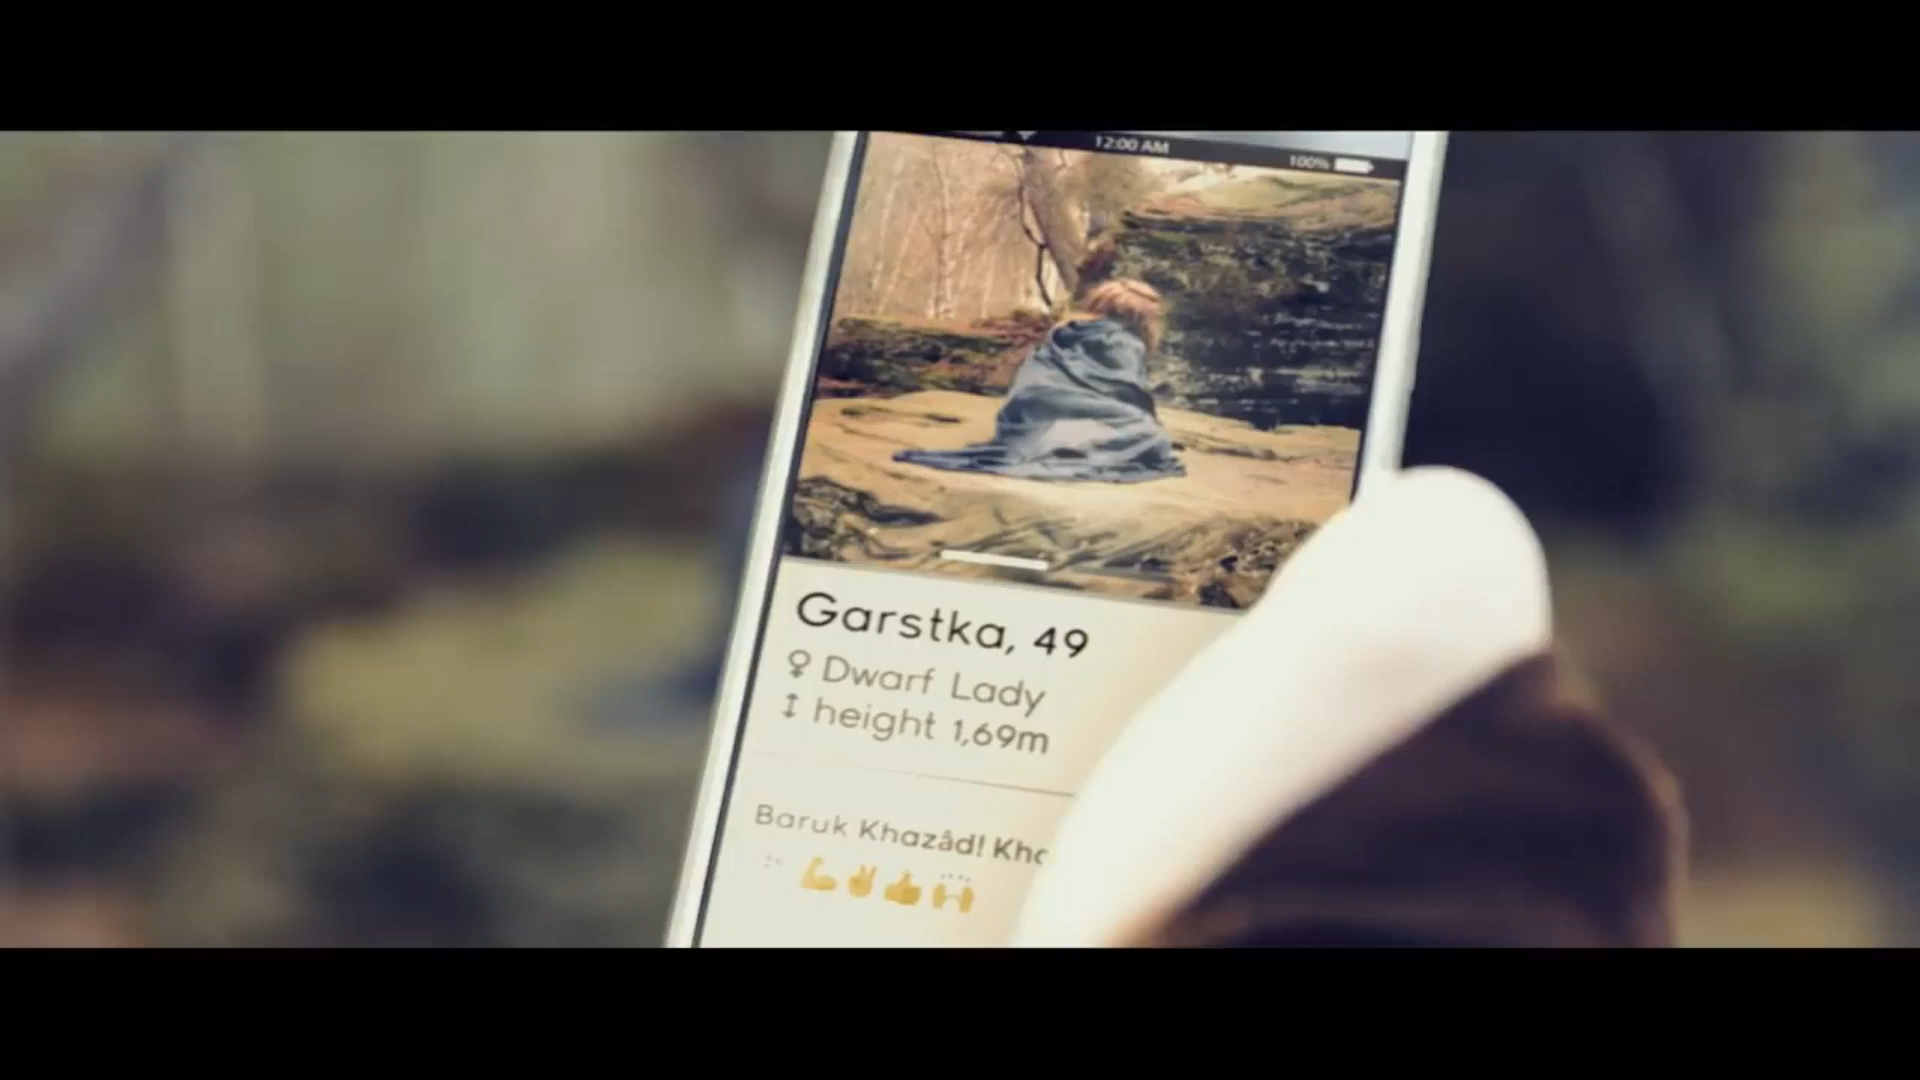 12:00 AM
100%
Garstka, 49
♀ Dwarf Lady
↕ height 1,69m
Baruk Khazâd!
💪✌👍🙌